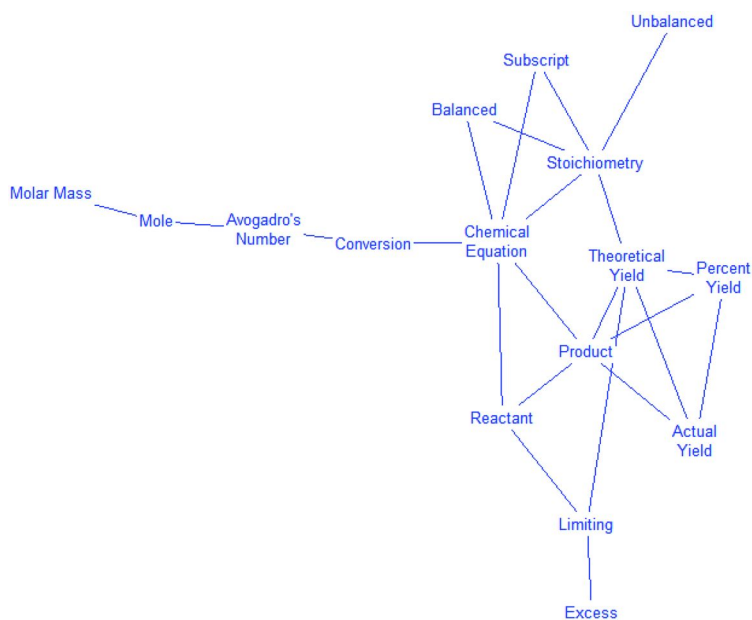 Unbalanced
Subscript
Balanced
Stoichiometry
Molar Mass
Mole
Avogadro's
Number
Conversion
Chemical
Equation
Theoretical
Yield
Percent
Yield
Product
Reactant
Actual
Yield
Limiting
Excess